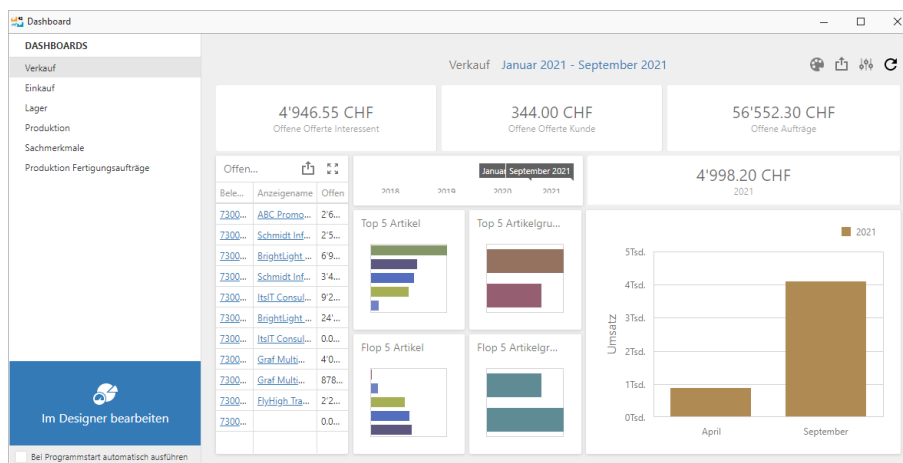 Dashboard
DASHBOARDS
Verkauf
Einkauf
Lager
Produktion
Sachmerkmale
Produktion Fertigungsaufträge
Im Designer bearbeiten
Bei Programmstart automatisch ausführen
Verkauf Januar 2021 - September 2021
4'946.55 CHF
Offene Offerte Interessent
344.00 CHF
Offene Offerte Kunde
56'552.30 CHF
Offene Aufträge
Offen...
Bele... Anzeigename Offen
7300... ABC Promo... 2'6...
7300... Schmidt Inf... 2'5...
7300... BrightLight ... 6'9...
7300... Schmidt Inf... 3'4...
7300... ItsIT Consul... 9'2...
7300... BrightLight ... 24'...
7300... ItsIT Consul... 0.0...
7300... Graf Multi... 4'0...
7300... Graf Multi... 878...
7300... FlyHigh Tra... 2'2...
7300... 0.0...
Januar September 2021
2018 2019 2020 2021
Top 5 Artikel
Top 5 Artikelgru...
Flop 5 Artikel
Flop 5 Artikelgr...
4'998.20 CHF
2021
2021
Umsatz
5Tsd.
4Tsd.
3Tsd.
2Tsd.
1Tsd.
0Tsd.
April September